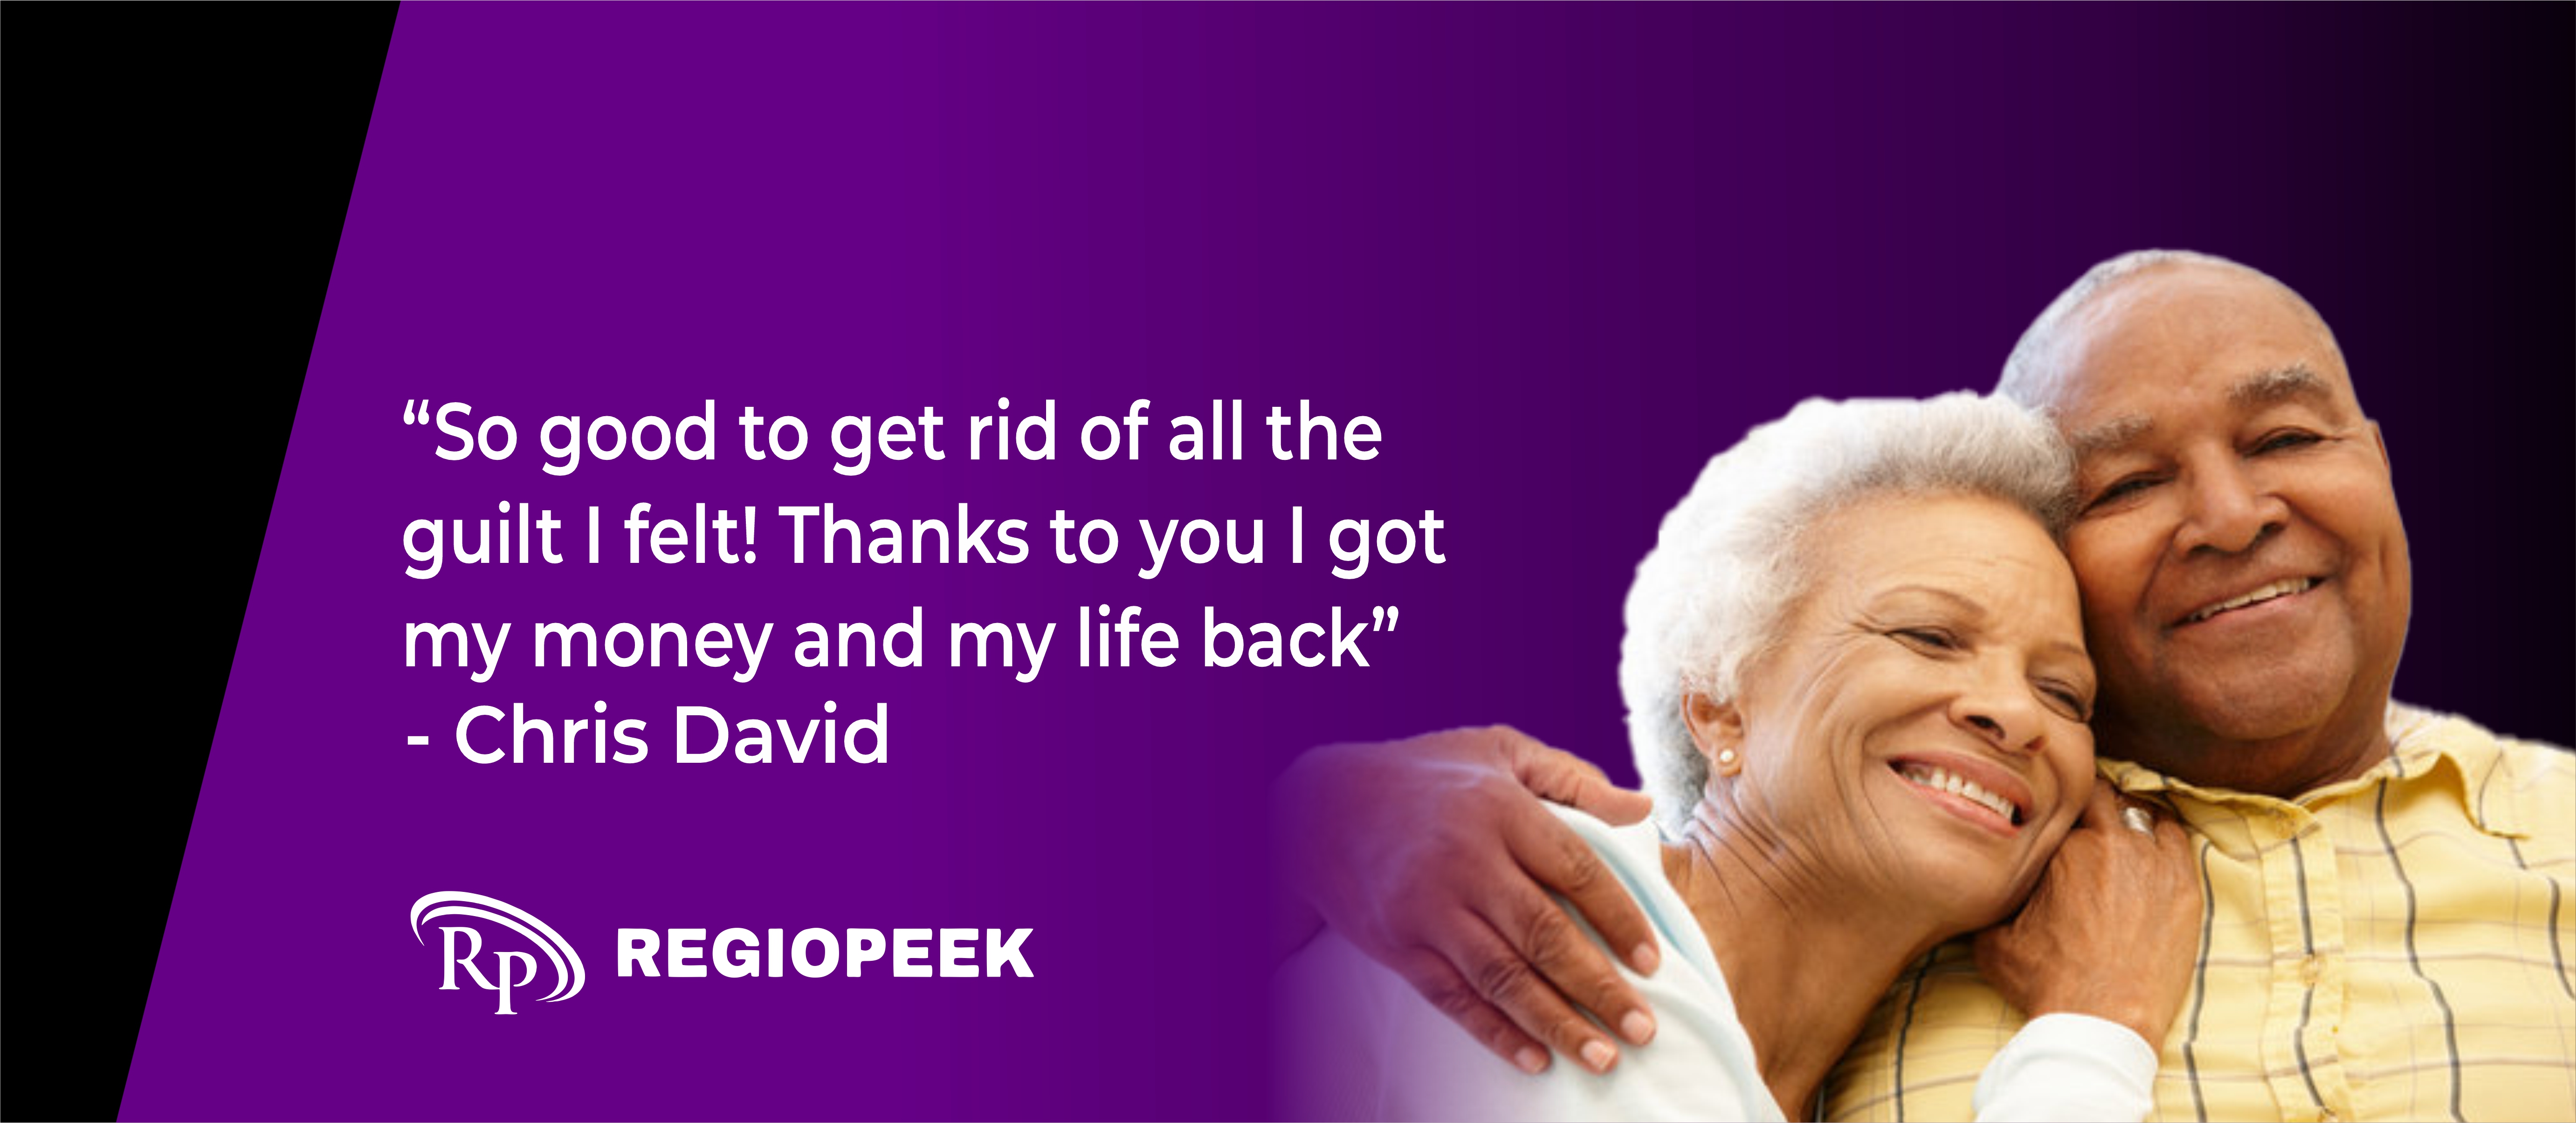 “So good to get rid of all the
guilt I felt! Thanks to you I got
my money and my life back”
- Chris David
RP REGIOPEEK